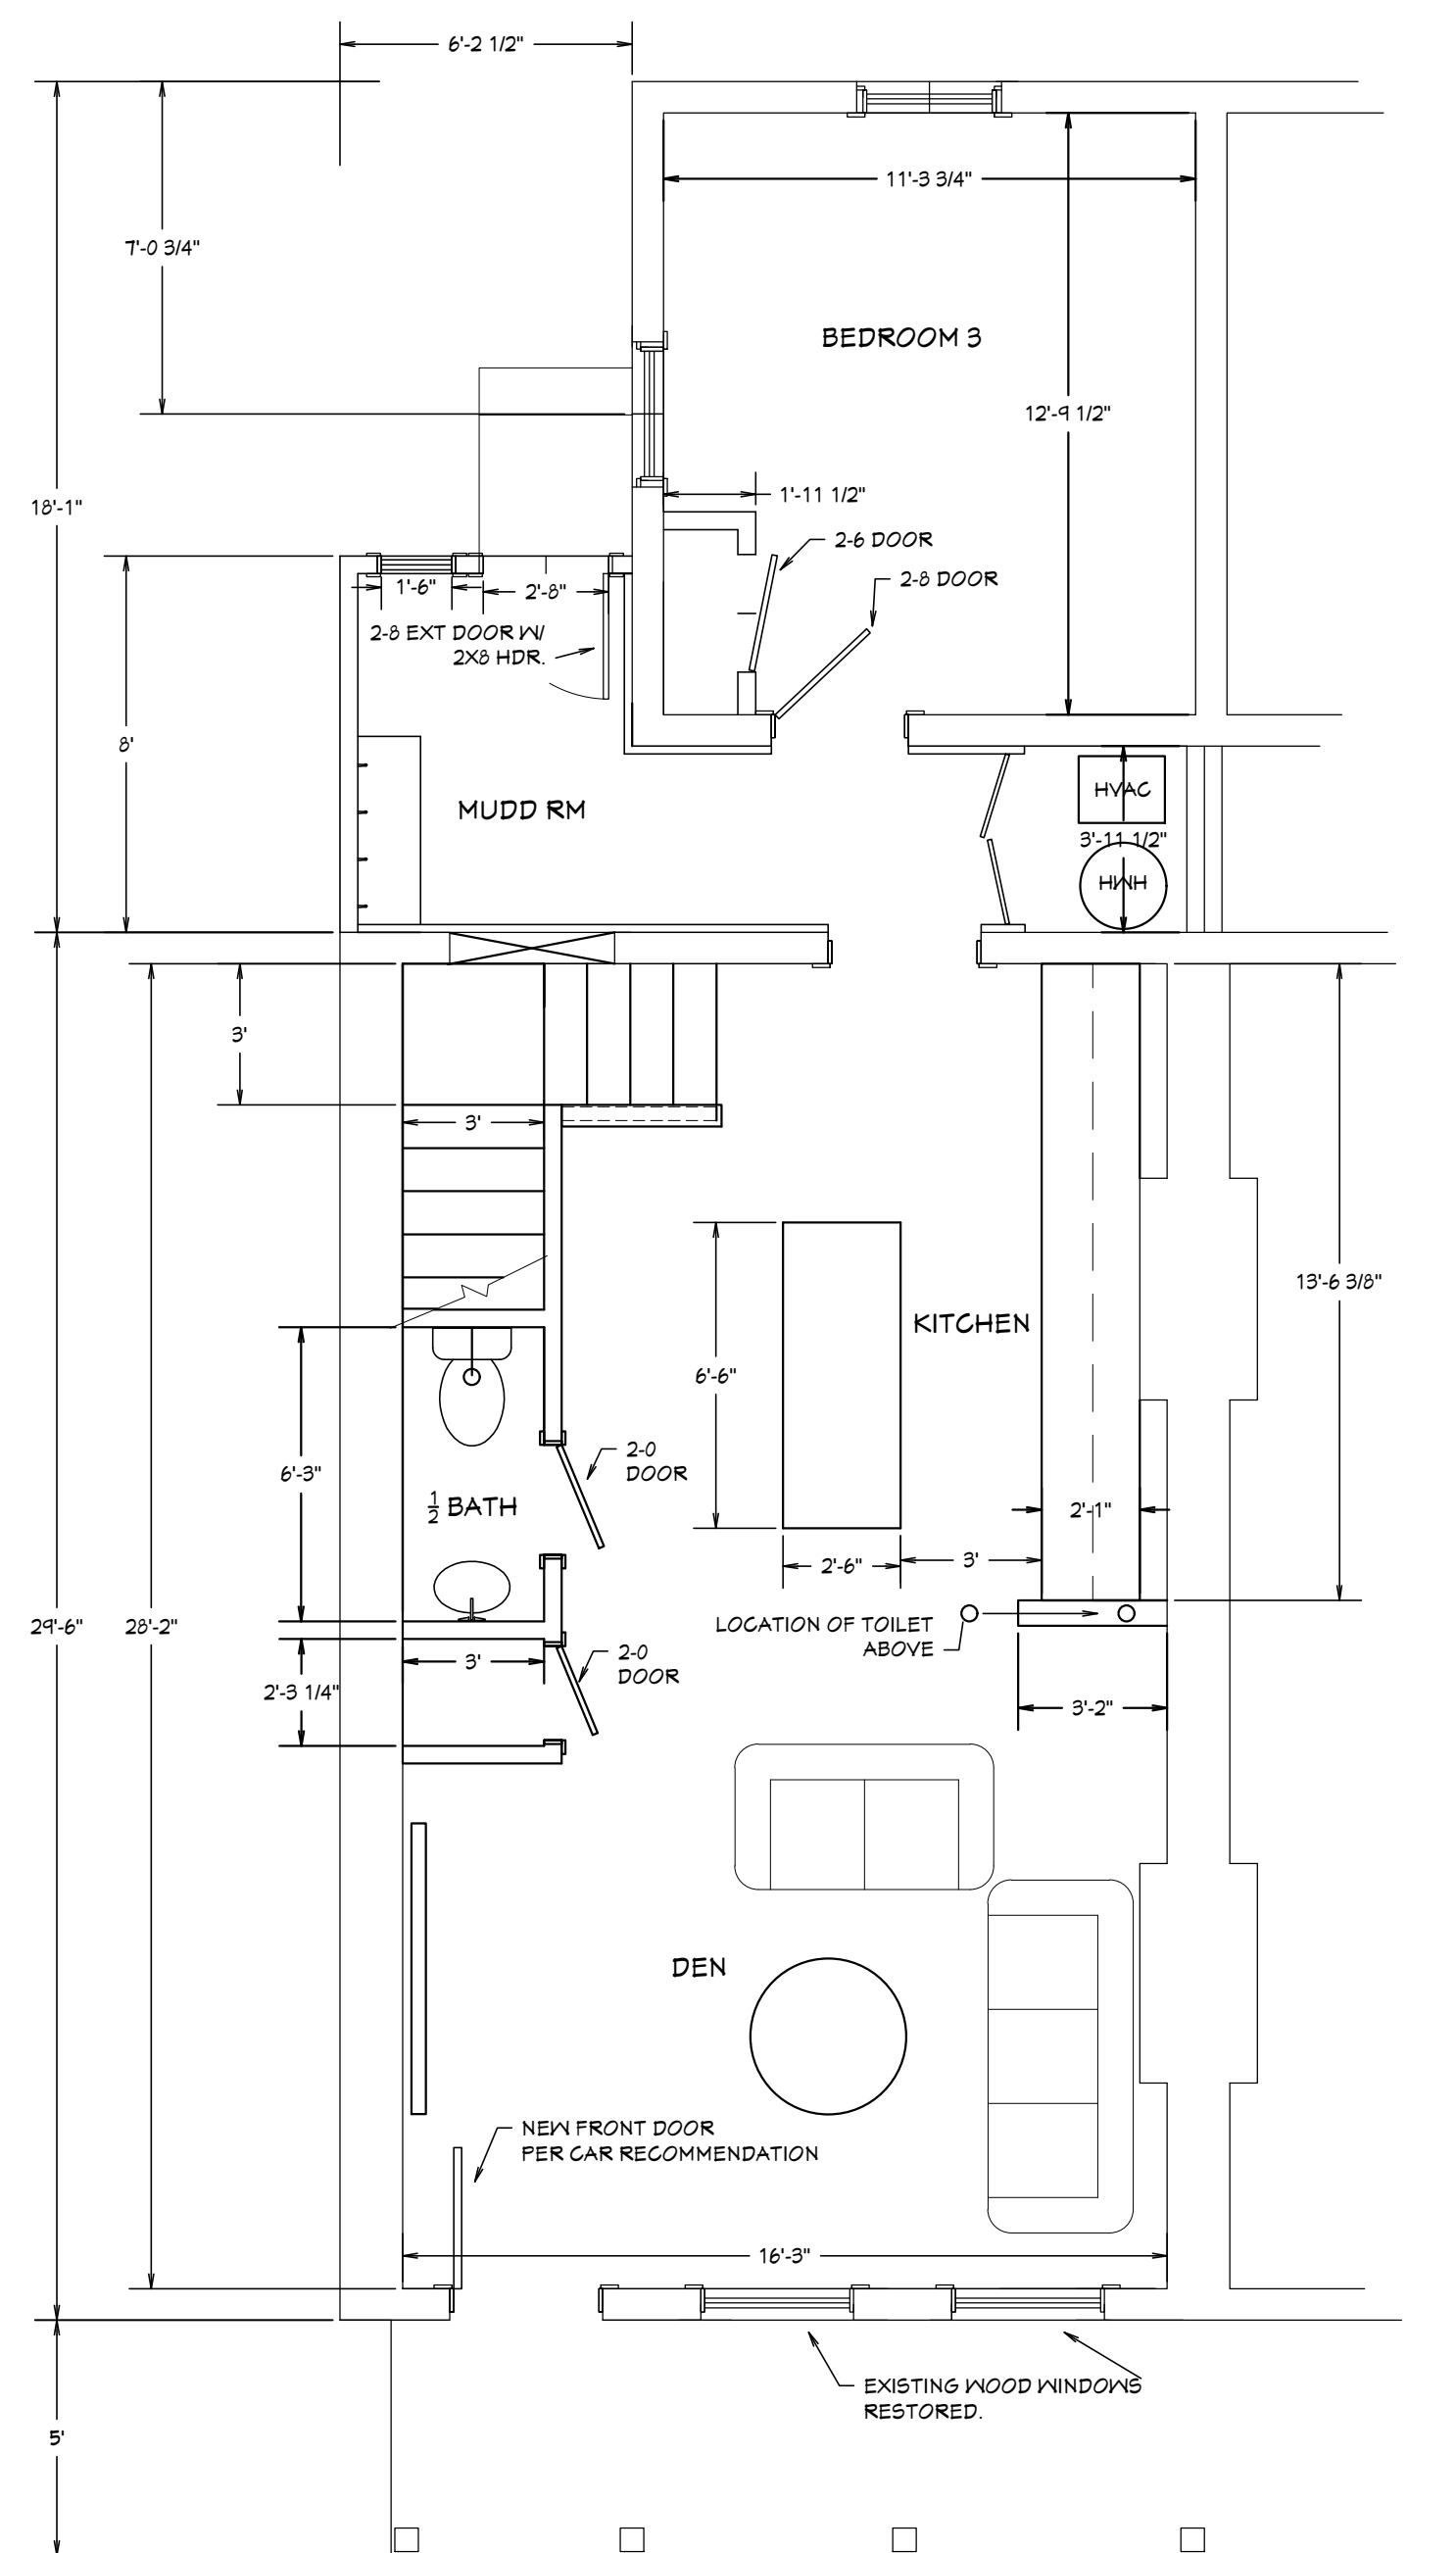 6'-2 1/2"
11'-3 3/4"
7'-0 3/4"
BEDROOM 3
12'-9 1/2"
1'-11 1/2"
18'-1"
2-6 DOOR
2-8 DOOR
1'-6"
2'-8"
2-8 EXT DOOR W/
2X8 HDR.
8'
HVAC
MUDD RM
3'-11 1/2"
HWH
3'
3'
13'-6 3/8"
KITCHEN
6'-6"
2-0
DOOR
6'-3"
1/2 BATH
2'-1"
2'-6"
3'
29'-6"
28'-2"
LOCATION OF TOILET
ABOVE
2-0
DOOR
3'
2'-3 1/4"
3'-2"
DEN
NEW FRONT DOOR
PER CAR RECOMMENDATION
16'-3"
EXISTING WOOD WINDOWS
RESTORED.
5'